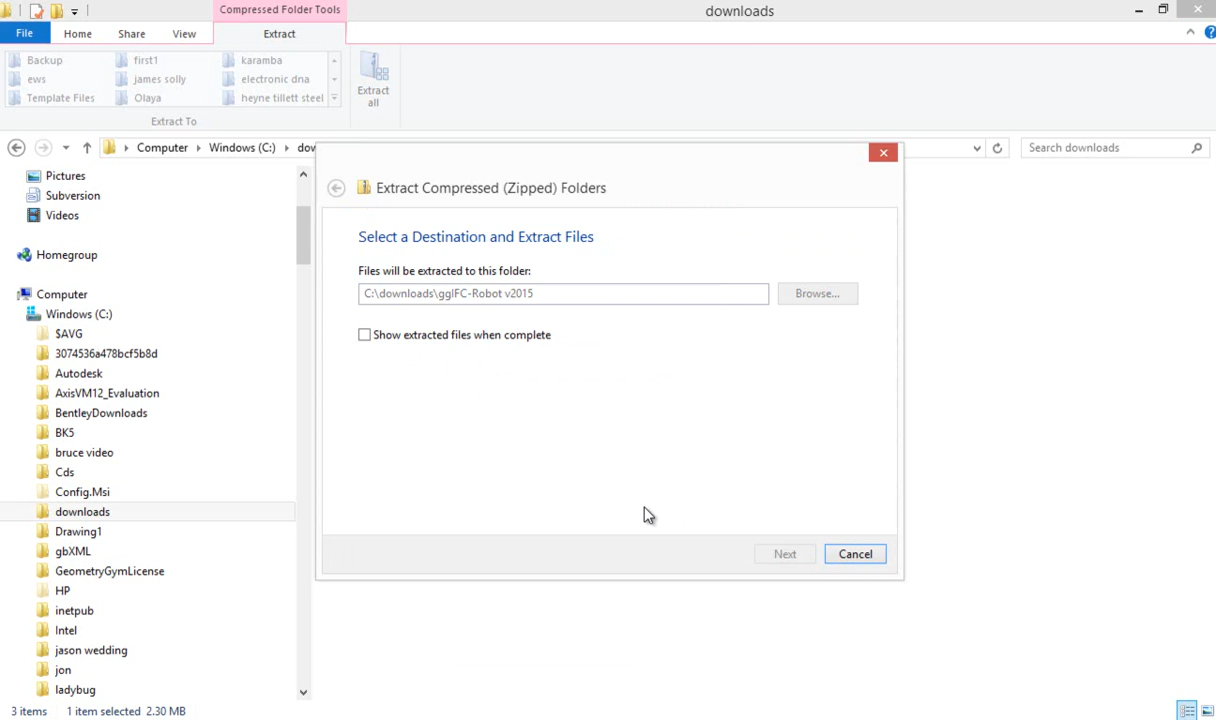 Compressed Folder Tools
downloads
File
Home
Share
View
Extract
Backup
first1
karamba
ews
james solly
electronic dna
Template Files
Olaya
heyne tillett steel
Extract
all
Extract To
Computer
Windows (C:)
dov
Search downloads
Extract Compressed (Zipped) Folders
Select a Destination and Extract Files
Files will be extracted to this folder:
C:\downloads\ggIFC-Robot v2015
Browse...
Show extracted files when complete
Next
Cancel
Pictures
Subversion
Videos
Homegroup
Computer
Windows (C:)
$AVG
3074536a478bcf5b8d
Autodesk
AxisVM12_Evaluation
BentleyDownloads
BK5
bruce video
Cds
Config.Msi
downloads
Drawing1
gbXML
GeometryGymLicense
HP
inetpub
Intel
jason wedding
jon
ladybug
3 items
1 item selected 2.30 MB